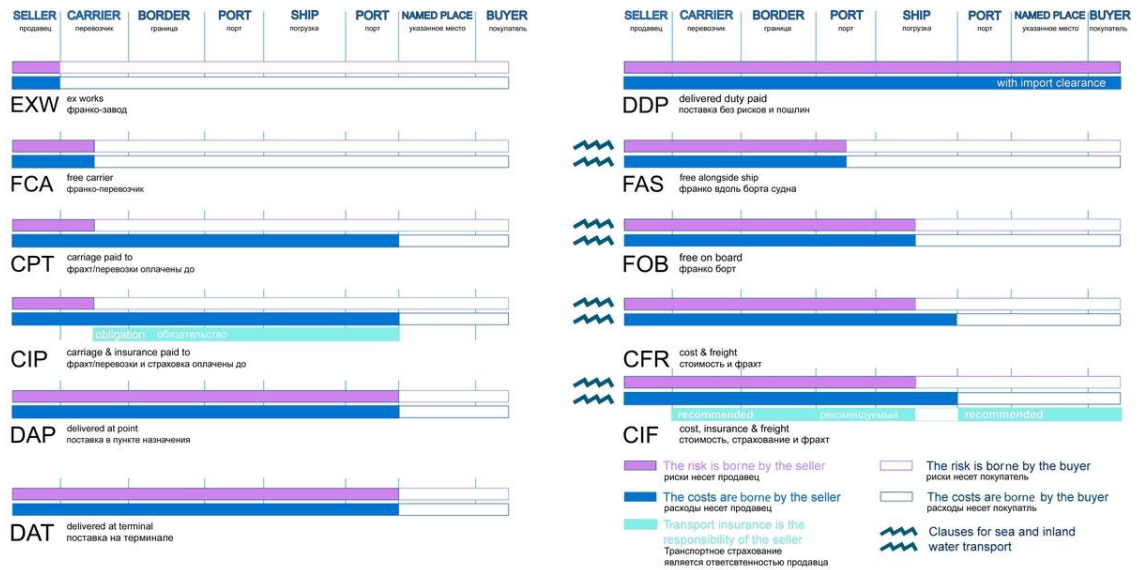 SELLER CARRIER BORDER PORT SHIP PORT NAMED PLACE BUYER
продавец перевозчик граница порт погрузка порт указанное место покупатель
EXW
ex works
франко-завод
FCA
free carrier
франко-перевозчик
CPT
carriage paid to
фрахт/перевозки оплачены до
obligation обязательство
CIP
carriage & insurance paid to
фрахт/перевозки и страховка оплачены до
DAP
delivered at point
поставка в пункте назначения
DAT
delivered at terminal
поставка на терминале
SELLER CARRIER BORDER PORT SHIP PORT NAMED PLACE BUYER
продавец перевозчик граница порт погрузка порт указанное место покупатель
with import clearance
DDP
delivered duty paid
поставка без рисков и пошлин
FAS
free alongside ship
франко вдоль борта судна
FOB
free on board
франко борт
CFR
cost & freight
стоимость и фрахт
recommended рекомендуемый recommended
CIF
cost, insurance & freight
стоимость, страхование и фрахт
The risk is borne by the seller
риски несет продавец
The costs are borne by the seller
расходы несет продавец
Transport insurance is the
responsibility of the seller
Транспортное страхование
является ответсвтенностью продавца
The risk is borne by the buyer
риски несет покупатель
The costs are borne by the buyer
расходы несет покупатль
Clauses for sea and inland
water transport